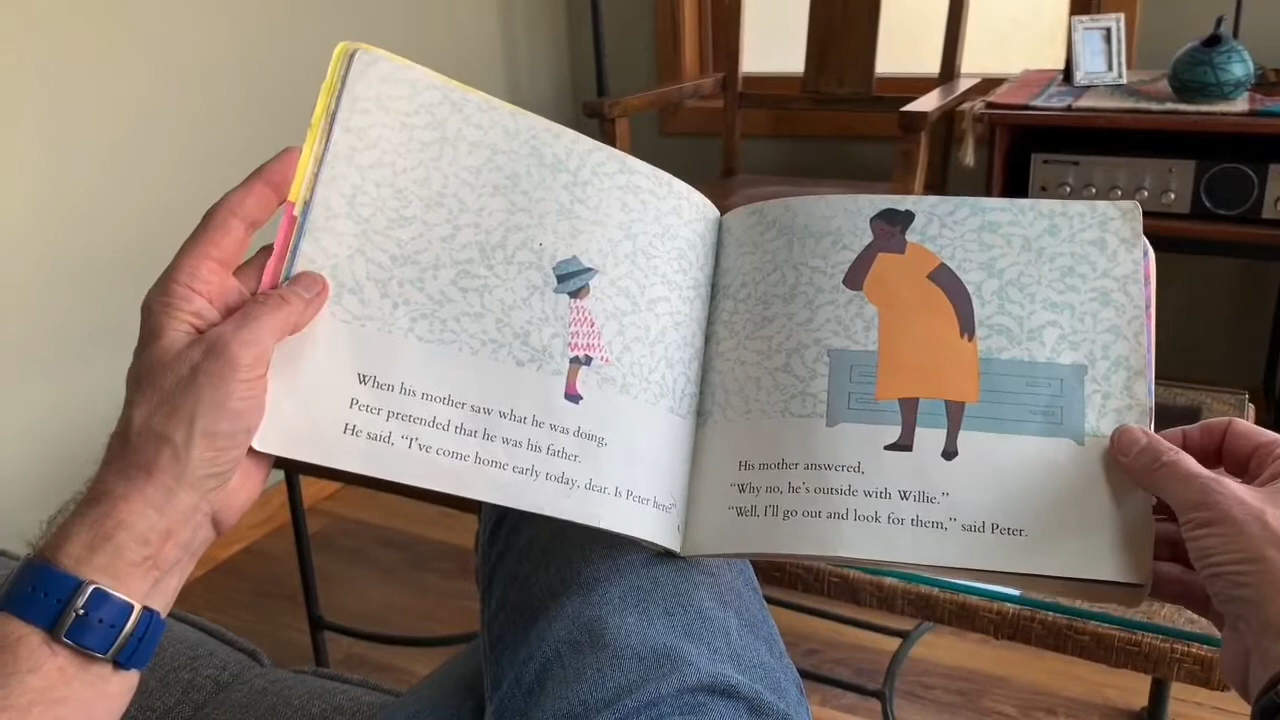 When his mother saw what he was doing,
Peter pretended that he was his father.
He said, “I’ve come home early today, dear. Is Peter here?”
His mother answered,
“Why no, he’s outside with Willie.”
“Well, I’ll go out and look for them,” said Peter.